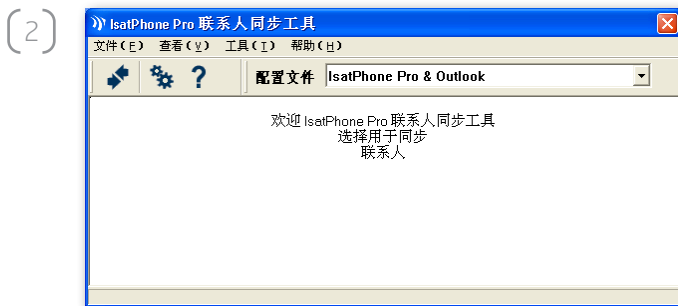 2
IsatPhone Pro 联系人同步工具
文件(F) 查看(V) 工具(T) 帮助(H)
? 配置文件 IsatPhone Pro & Outlook
欢迎 IsatPhone Pro 联系人同步工具
选择用于同步
联系人